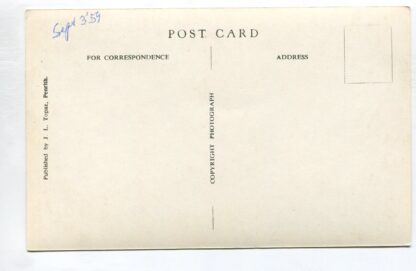 Sept 3'59
POST CARD
FOR CORRESPONDENCE
ADDRESS
Published by J. L. Topaz, Penrith.
COPYRIGHT PHOTOGRAPH